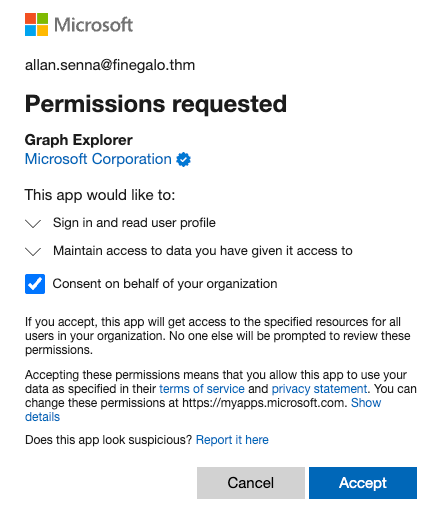 Microsoft
allan.senna@finegalo.thm
Permissions requested
Graph Explorer
Microsoft Corporation
This app would like to:
Sign in and read user profile
Maintain access to data you have given it access to
Consent on behalf of your organization
If you accept, this app will get access to the specified resources for all
users in your organization. No one else will be prompted to review these
permissions.
Accepting these permissions means that you allow this app to use your
data as specified in their terms of service and privacy statement. You can
change these permissions at https://myapps.microsoft.com. Show
details
Does this app look suspicious? Report it here
Cancel
Accept